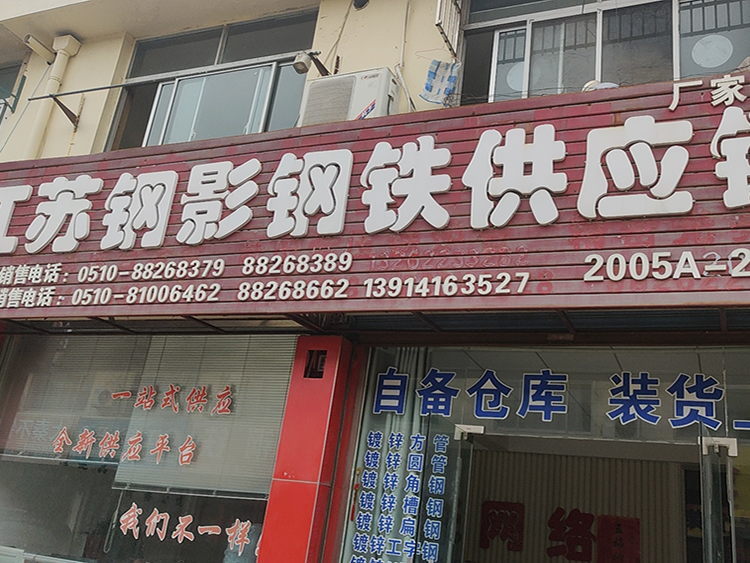 厂家
江苏钢影钢铁供应链
销售电话：0510-88268379 88268389
销售电话：0510-81006462 88268662 13914163527
2005A-2
一站式供应
全新供应平台
我们不一样
自备仓库 装货
镀锌方管
镀锌圆管
镀锌角钢
镀锌槽钢
镀锌扁钢
镀锌工字钢
网络